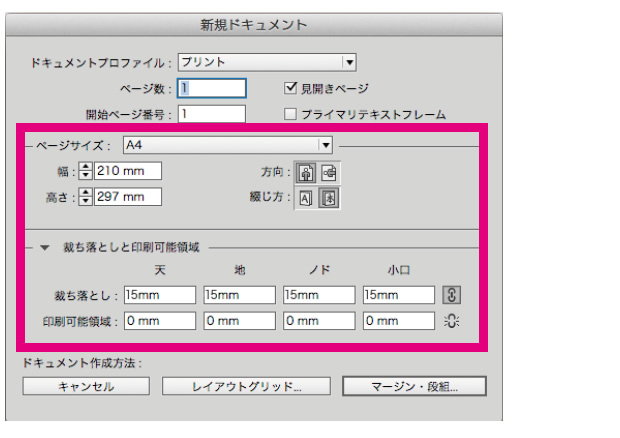 新規ドキュメント
ドキュメントプロファイル： プリント
ページ数： 1 見開きページ
開始ページ番号： 1 プライマリテキストフレーム
ページサイズ： A4
幅： 210 mm 方向：
高さ： 297 mm 綴じ方：
裁ち落としと印刷可能領域
天 地 ノド 小口
裁ち落とし： 15mm 15mm 15mm 15mm
印刷可能領域： 0 mm 0 mm 0 mm 0 mm
ドキュメント作成方法：
キャンセル レイアウトグリッド... マージン・段組...